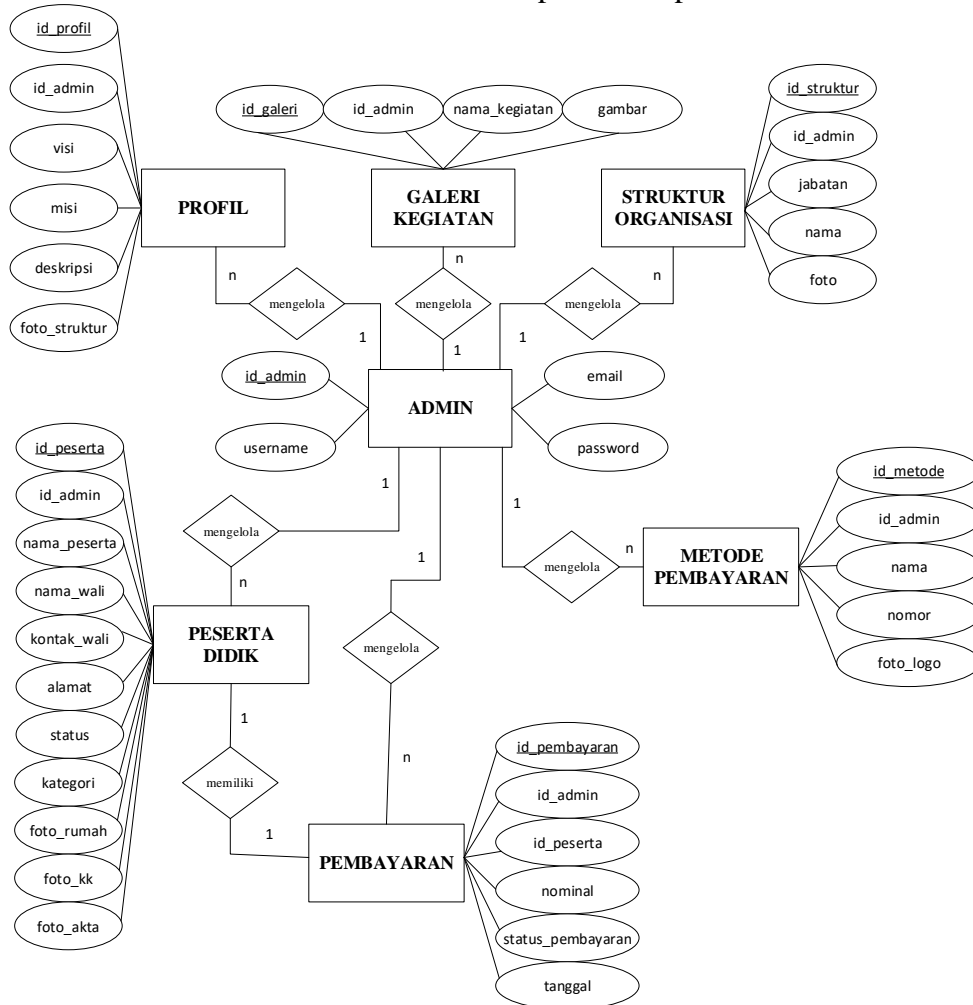 id_profil
id_admin
visi
misi
deskripsi
foto_struktur
PROFIL
id_galeri
id_admin
nama_kegiatan
gambar
GALERI
KEGIATAN
id_struktur
id_admin
jabatan
nama
foto
STRUKTUR
ORGANISASI
n
mengelola
1
n
mengelola
1
n
mengelola
1
id_admin
username
ADMIN
email
password
id_peserta
id_admin
nama_peserta
nama_wali
kontak_wali
alamat
status
kategori
foto_rumah
foto_kk
foto_akta
1
mengelola
n
PESERTA
DIDIK
1
mengelola
n
1
mengelola
n
METODE
PEMBAYARAN
id_metode
id_admin
nama
nomor
foto_logo
1
memiliki
1
PEMBAYARAN
id_pembayaran
id_admin
id_peserta
nominal
status_pembayaran
tanggal